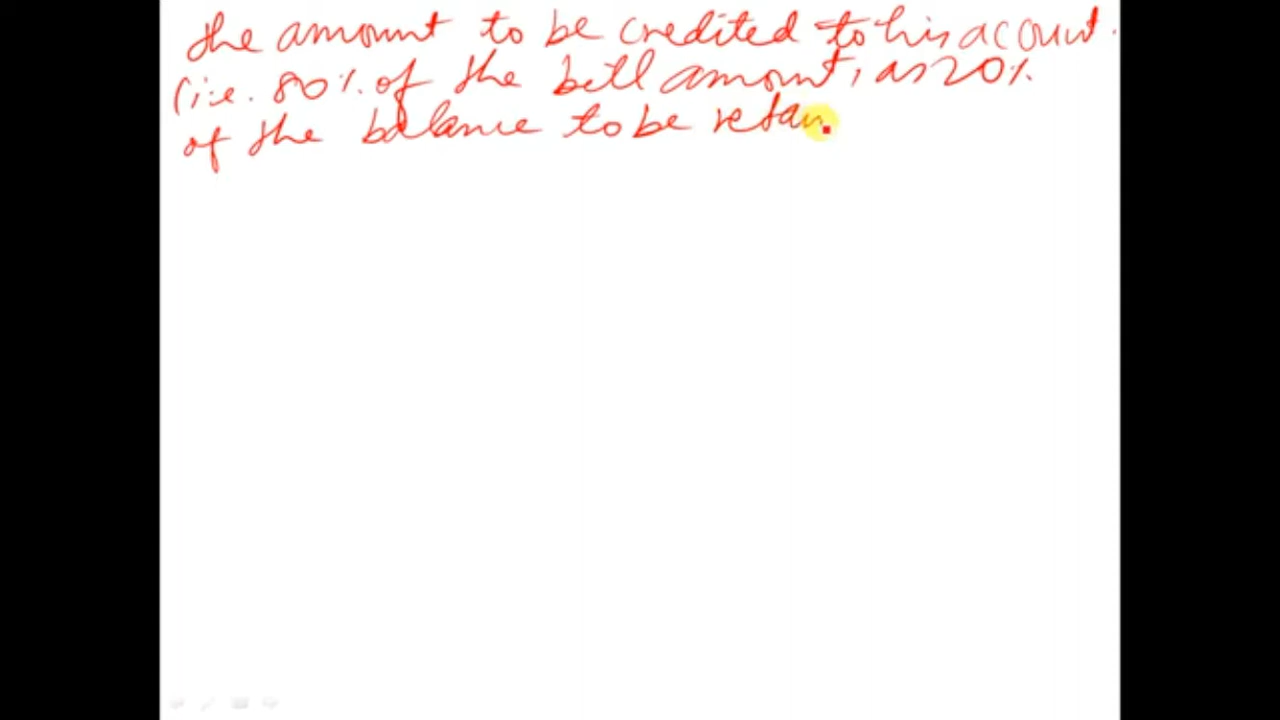 the amount to be credited to his account.
(i.e. 80% of the bill amount, as 20%
of the balance to be retain